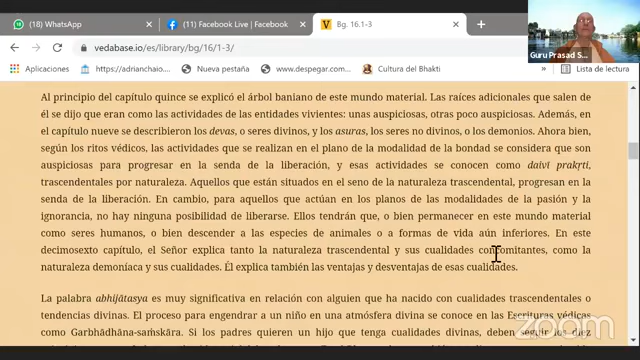 (18) WhatsApp
(18) Facebook Live | Facebook
Bg. 16.1-3
vedabase.io/es/library/bg/16/1-3/
Guru Prasad S...
Aplicaciones
https://adrianchaio....
Nueva pestaña
www.despegar.com...
Cultura del Bhakti
»
Lista de lectura
Al principio del capítulo quince se explicó el árbol baniano de este mundo material. Las raíces adicionales que salen de
él se dijo que eran como las actividades de las entidades vivientes: unas auspiciosas, otras poco auspiciosas. Además, en
el capítulo nueve se describieron los devas, o seres divinos, y los asuras, los seres no divinos, o los demonios. Ahora bien,
según los ritos védicos, las actividades que se realizan en el plano de la modalidad de la bondad se considera que son
auspiciosas para progresar en la senda de la liberación, y esas actividades se conocen como daivī prakṛti,
trascendentales por naturaleza. Aquellos que están situados en el seno de la naturaleza trascendental, progresan en la
senda de la liberación. En cambio, para aquellos que actúan en los planos de las modalidades de la pasión y la
ignorancia, no hay ninguna posibilidad de liberarse. Ellos tendrán que, o bien permanecer en este mundo material
como seres humanos, o bien descender a las especies de animales o a formas de vida aún inferiores. En este
decimosexto capítulo, el Señor explica tanto la naturaleza trascendental y sus cualidades concomitantes, como la
naturaleza demoníaca y sus cualidades. Él explica también las ventajas y desventajas de esas cualidades.
La palabra abhijātasya es muy significativa en relación con alguien que ha nacido con cualidades trascendentales o
tendencias divinas. El proceso para engendrar a un niño en una atmósfera divina se conoce en las Escrituras védicas
como Garbhādhāna-saṁskāra. Si los padres quieren un hijo que tenga cualidades divinas, deben seguir los diez
zoom